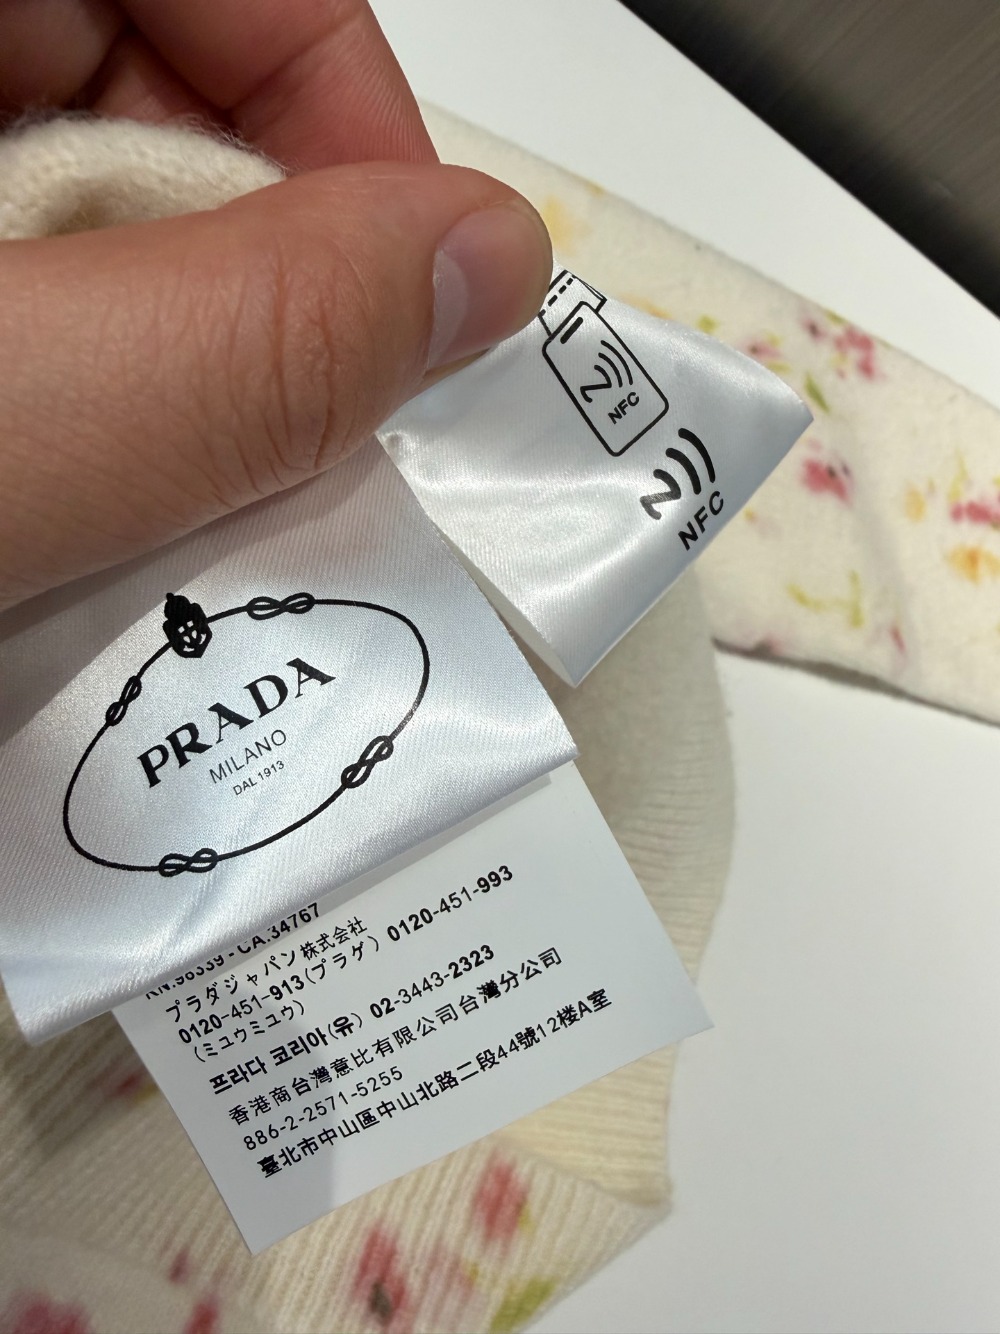 NFC
NFC
PRADA
MILANO
DAL 1913
RN.98339 - CA.34767
プラダジャパン株式会社
0120-451-913(プラダ) 0120-451-993
(ミュウミュウ)
프라다 코리아(유) 02-3443-2323
香港商台灣意比有限公司台灣分公司
886-2-2571-5255
臺北市中山區中山北路二段44號12楼A室